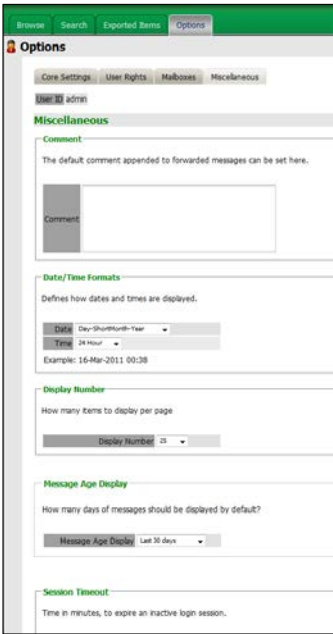 Browse Search Exported Items Options
Options
Core Settings User Rights Mailboxes Miscellaneous
User ID admin
Miscellaneous
Comment
The default comment appended to forwarded messages can be set here.
Comment
Date/Time Formats
Defines how dates and times are displayed.
Date Day-ShortMonth-Year
Time 24 Hour
Example: 16-Mar-2011 00:38
Display Number
How many items to display per page
Display Number 25
Message Age Display
How many days of messages should be displayed by default?
Message Age Display Last 30 days
Session Timeout
Time in minutes, to expire an inactive login session.